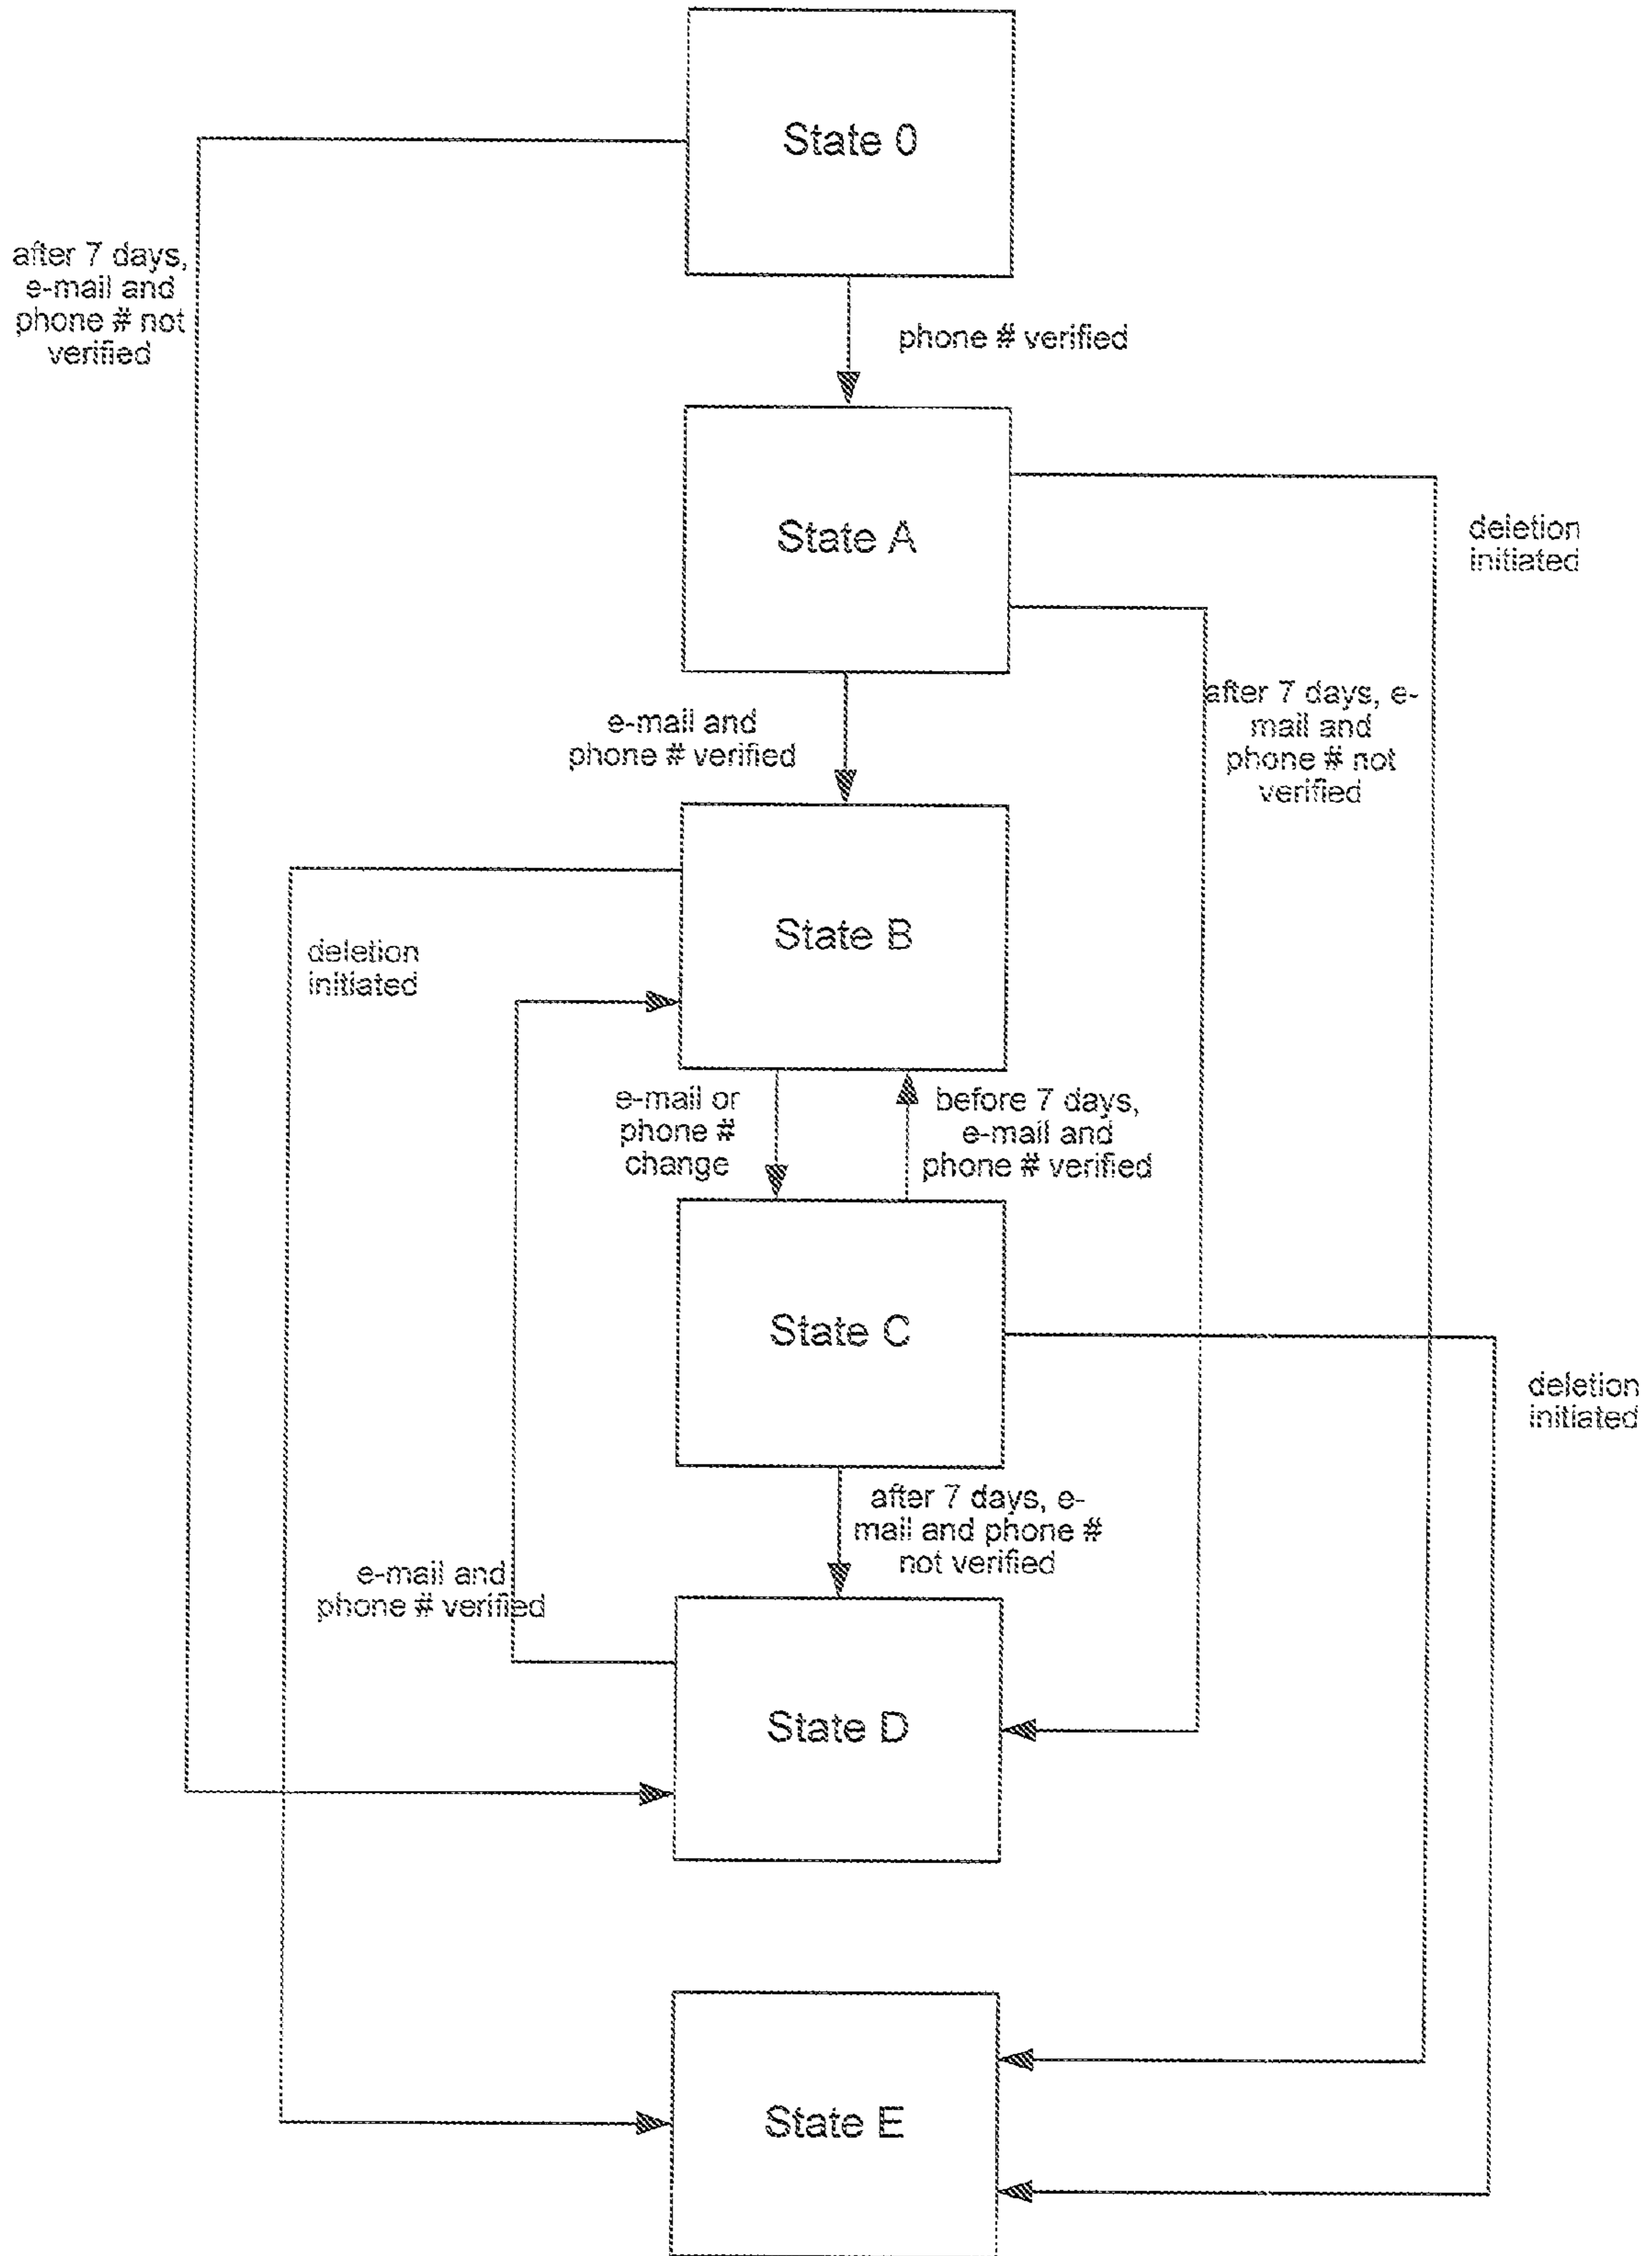 State 0
after 7 days,
e-mail and
phone # not
verified
phone # verified
State A
deletion
initiated
after 7 days, e-
mail and
phone # not
verified
e-mail and
phone # verified
State B
deletion
initiated
e-mail or
phone #
change
before 7 days,
e-mail and
phone # verified
State C
deletion
initiated
after 7 days, e-
mail and phone #
not verified
e-mail and
phone # verified
State D
State E